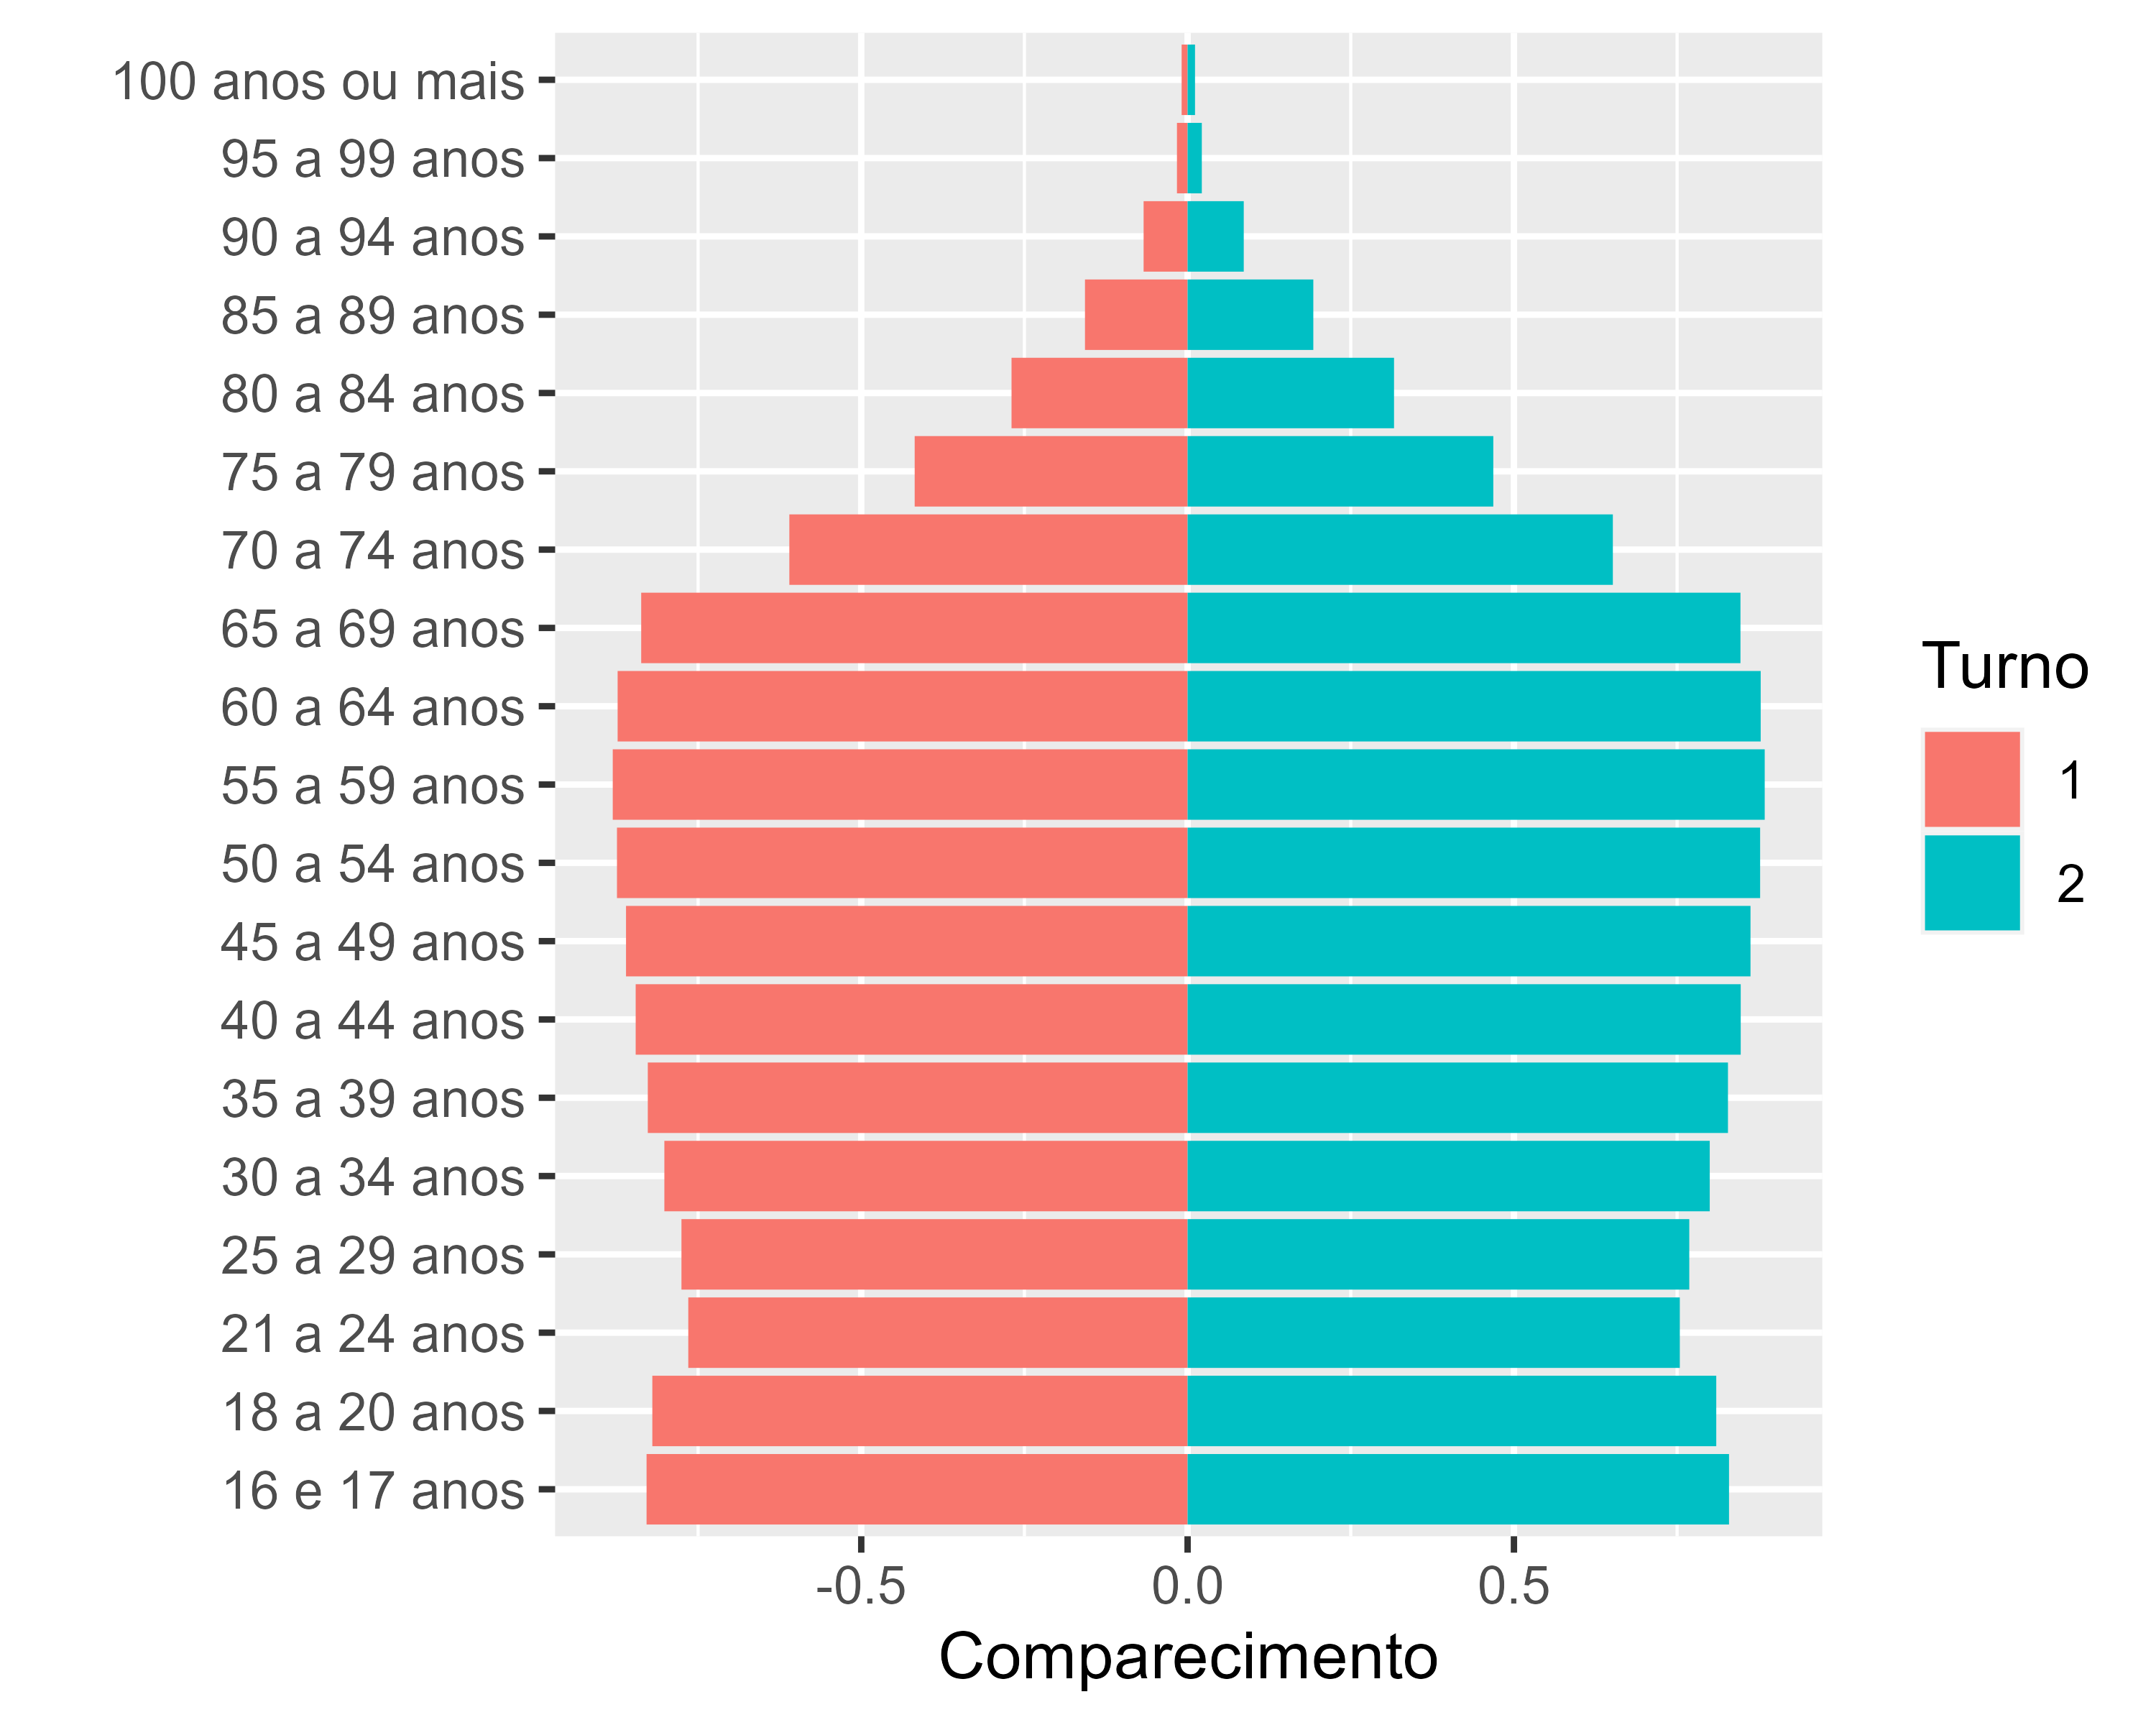 100 anos ou mais
95 a 99 anos
90 a 94 anos
85 a 89 anos
80 a 84 anos
75 a 79 anos
70 a 74 anos
65 a 69 anos
60 a 64 anos
55 a 59 anos
50 a 54 anos
45 a 49 anos
40 a 44 anos
35 a 39 anos
30 a 34 anos
25 a 29 anos
21 a 24 anos
18 a 20 anos
16 e 17 anos
-0.5 0.0 0.5
Comparecimento
Turno
1
2